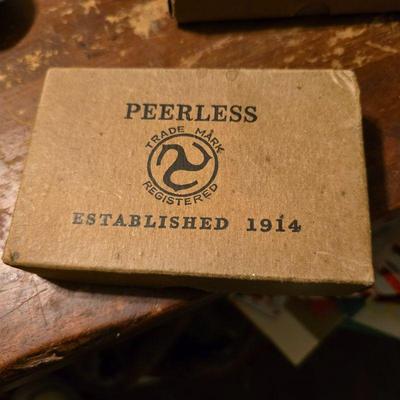 PEERLESS
TRADE MARK
REGISTERED
ESTABLISHED 1914